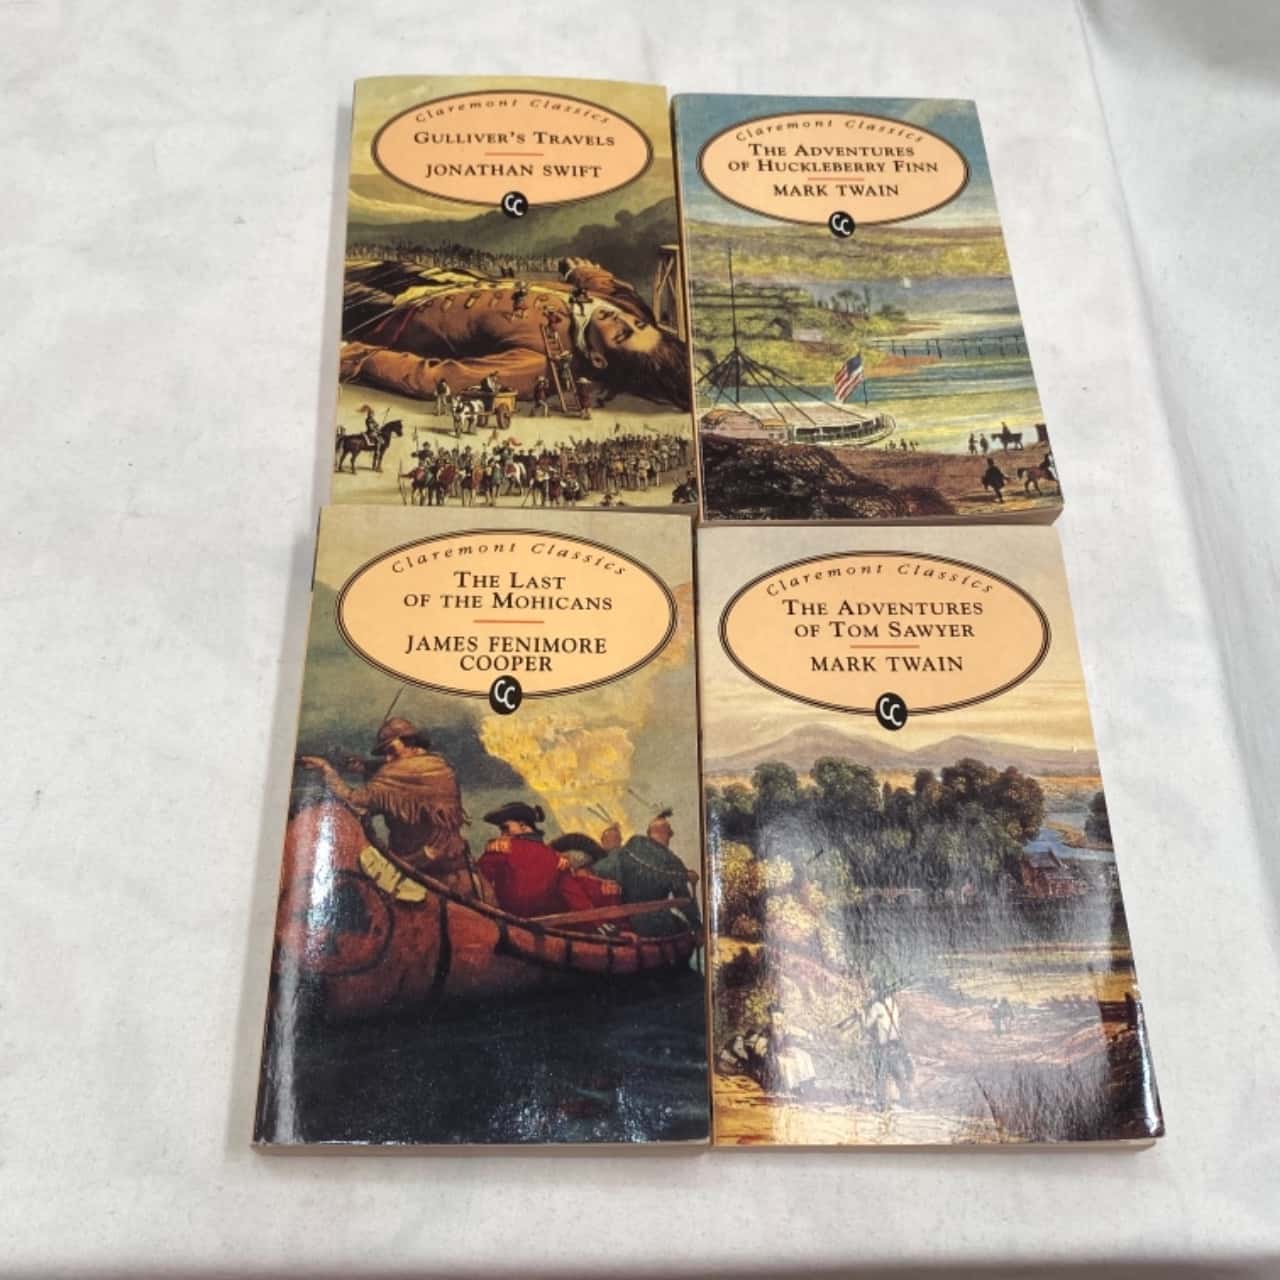 Claremont Classics
GULLIVER'S TRAVELS
JONATHAN SWIFT
CC
Claremont Classics
THE ADVENTURES
OF HUCKLEBERRY FINN
MARK TWAIN
CC
Claremont Classics
THE LAST
OF THE MOHICANS
JAMES FENIMORE
COOPER
CC
Claremont Classics
THE ADVENTURES
OF TOM SAWYER
MARK TWAIN
CC